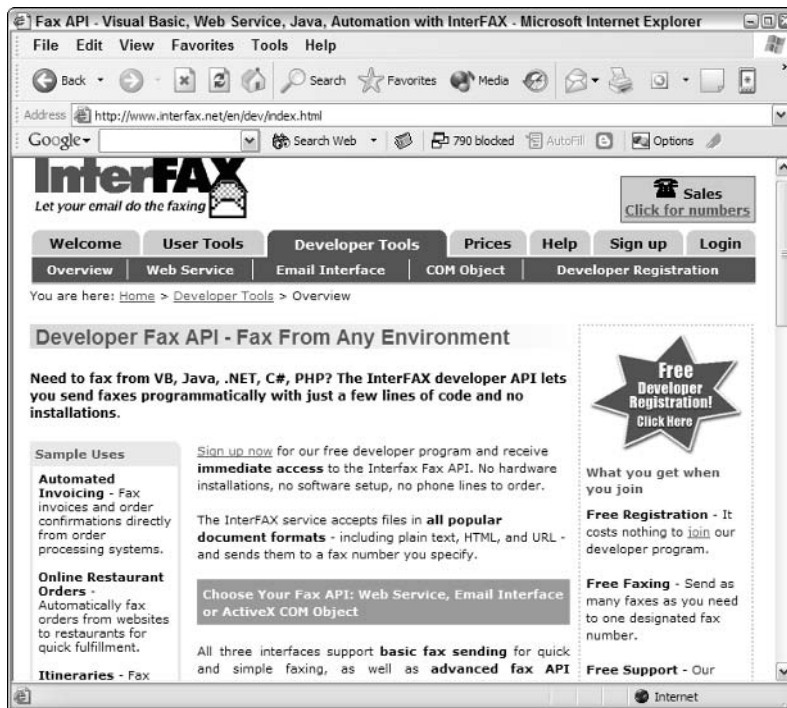 Fax API - Visual Basic, Web Service, Java, Automation with InterFAX - Microsoft Internet Explorer
File Edit View Favorites Tools Help
Back Search Favorites Media
Address http://www.interfax.net/en/dev/index.html
Google Search Web 790 blocked AutoFill Options
InterFAX
Let your email do the faxing
Sales
Click for numbers
Welcome User Tools Developer Tools Prices Help Sign up Login
Overview Web Service Email Interface COM Object Developer Registration
You are here: Home > Developer Tools > Overview
Developer Fax API - Fax From Any Environment
Need to fax from VB, Java, .NET, C#, PHP? The InterFAX developer API lets
you send faxes programmatically with just a few lines of code and no
installations.
Sample Uses
Automated
Invoicing - Fax
invoices and order
confirmations directly
from order
processing systems.
Online Restaurant
Orders -
Automatically fax
orders from websites
to restaurants for
quick fulfillment.
Itineraries - Fax
Sign up now for our free developer program and receive
immediate access to the Interfax Fax API. No hardware
installations, no software setup, no phone lines to order.
The InterFAX service accepts files in all popular
document formats - including plain text, HTML, and URL -
and sends them to a fax number you specify.
Choose Your Fax API: Web Service, Email Interface
or ActiveX COM Object
All three interfaces support basic fax sending for quick
and simple faxing, as well as advanced fax API
Free
Developer
Registration!
Click Here
What you get when
you join
Free Registration - It
costs nothing to join our
developer program.
Free Faxing - Send as
many faxes as you need
to one designated fax
number.
Free Support - Our
Internet